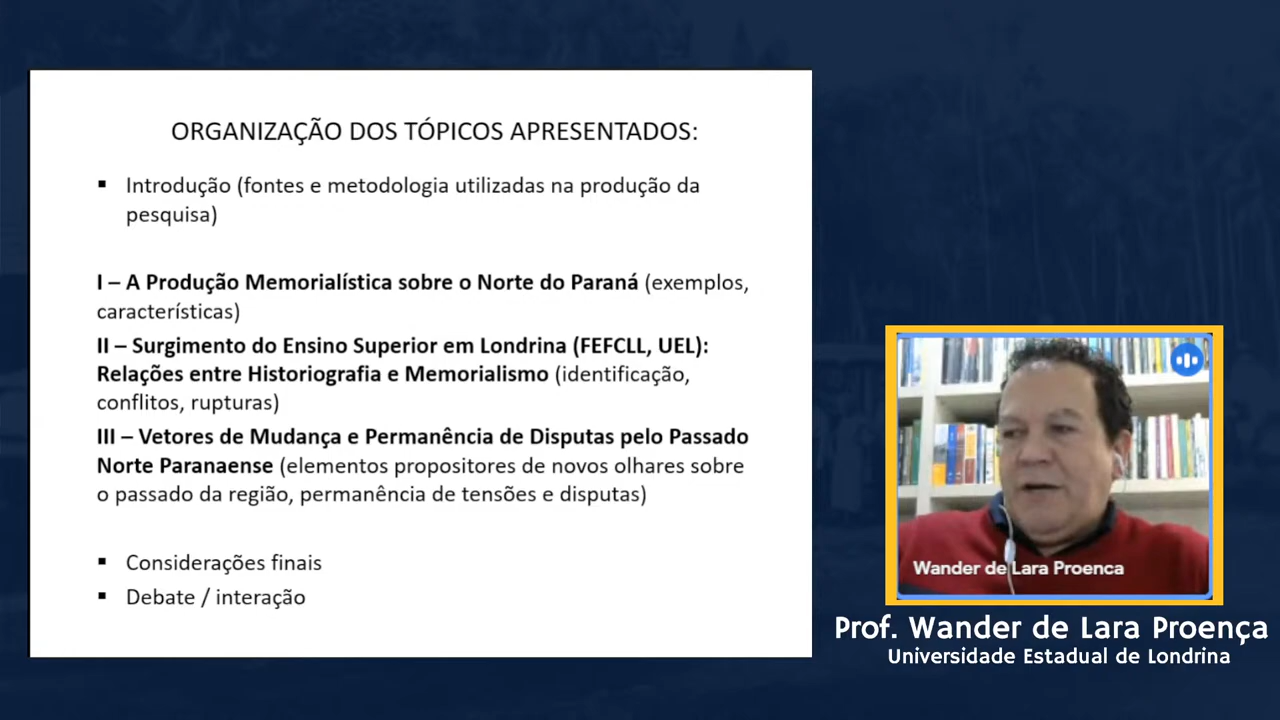 ORGANIZAÇÃO DOS TÓPICOS APRESENTADOS:
▪ Introdução (fontes e metodologia utilizadas na produção da
pesquisa)
I – A Produção Memorialística sobre o Norte do Paraná (exemplos,
características)
II – Surgimento do Ensino Superior em Londrina (FEFCLL, UEL):
Relações entre Historiografia e Memorialismo (identificação,
conflitos, rupturas)
III – Vetores de Mudança e Permanência de Disputas pelo Passado
Norte Paranaense (elementos propositores de novos olhares sobre
o passado da região, permanência de tensões e disputas)
▪ Considerações finais
▪ Debate / interação
Wander de Lara Proenca
Prof. Wander de Lara Proença
Universidade Estadual de Londrina